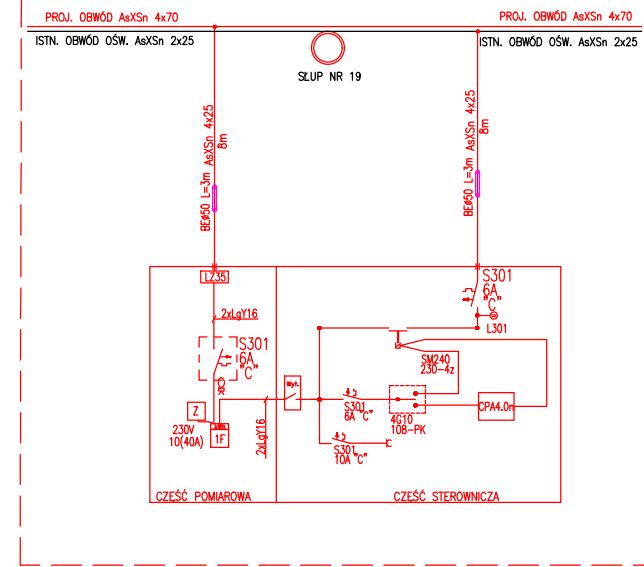 PROJ. OBWÓD AsXSn 4x70
PROJ. OBWÓD AsXSn 4x70
ISTN. OBWÓD OŚW. AsXSn 2x25
ISTN. OBWÓD OŚW. AsXSn 2x25
SŁUP NR 19
BEø50 L=3m AsXSn 4x25
8m
BEø50 L=3m AsXSn 4x25
8m
LZ35
S301
6A
"C"
2xLgY16
L301
S301
6A
"C"
SM240
230-4z
Wył.
Z
230V
10(40A)
1F
2xLgY16
S301
6A "C"
4G10
10B-PK
CPA4.0n
S301
10A "C"
CZĘŚĆ POMIAROWA
CZĘŚĆ STEROWNICZA